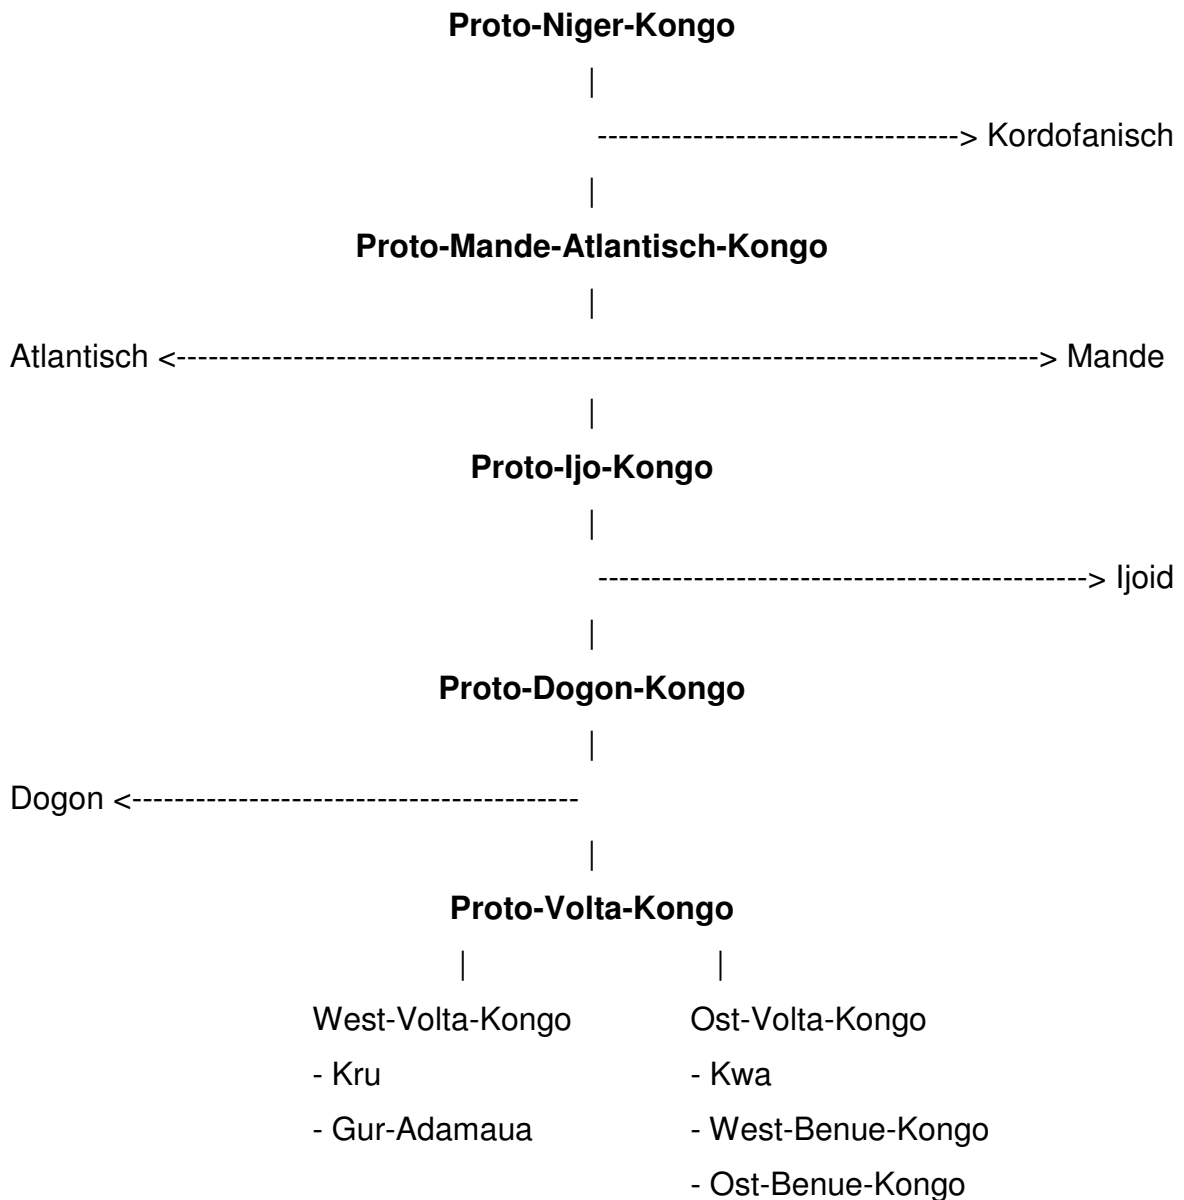 Proto-Niger-Kongo
|
----------------------------------> Kordofanisch
|
Proto-Mande-Atlantisch-Kongo
|
Atlantisch <---------------------------------------------------------------------------------> Mande
|
Proto-Ijo-Kongo
|
----------------------------------------------> Ijoid
|
Proto-Dogon-Kongo
|
Dogon <------------------------------------------
|
Proto-Volta-Kongo
| |
West-Volta-Kongo Ost-Volta-Kongo
- Kru - Kwa
- Gur-Adamaua - West-Benue-Kongo
- Ost-Benue-Kongo